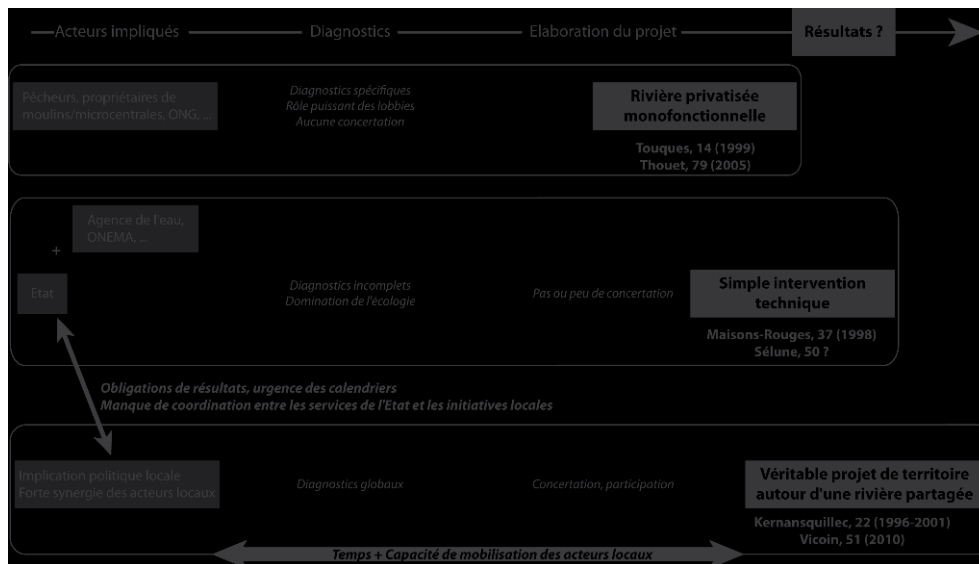 Acteurs impliqués
Diagnostics
Elaboration du projet
Résultats ?
Pêcheurs, propriétaires de
moulins/microcentrales, ONG, ...
Diagnostics spécifiques
Rôle puissant des lobbies
Aucune concertation
Rivière privatisée
monofonctionnelle
Touques, 14 (1999)
Thouet, 79 (2005)
Agence de l'eau,
ONEMA, ...
+
Etat
Diagnostics incomplets
Domination de l'écologie
Pas ou peu de concertation
Simple intervention
technique
Maisons-Rouges, 37 (1998)
Sélune, 50 ?
Obligations de résultats, urgence des calendriers
Manque de coordination entre les services de l'Etat et les initiatives locales
Implication politique locale
Forte synergie des acteurs locaux
Diagnostics globaux
Concertation, participation
Véritable projet de territoire
autour d'une rivière partagée
Kernansquillec, 22 (1996-2001)
Vicoin, 51 (2010)
Temps + Capacité de mobilisation des acteurs locaux